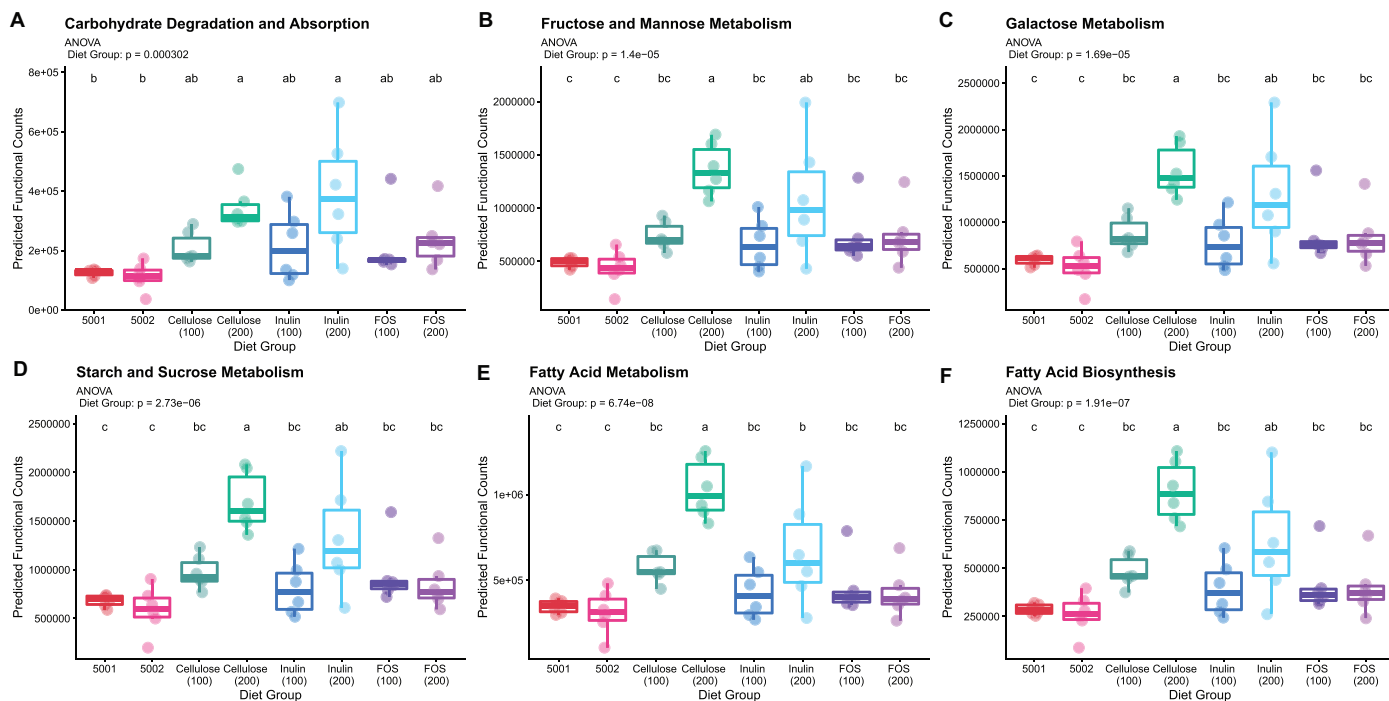 A
Carbohydrate Degradation and Absorption
ANOVA
Diet Group: p = 0.000302
8e+05
6e+05
4e+05
2e+05
0e+00
Predicted Functional Counts
b b ab a ab a ab ab
5001 5002 Cellulose Cellulose Inulin Inulin FOS FOS
(100) (200) (100) (200) (100) (200)
Diet Group
B
Fructose and Mannose Metabolism
ANOVA
Diet Group: p = 1.4e−05
2000000
1500000
1000000
500000
Predicted Functional Counts
c c bc a bc ab bc bc
5001 5002 Cellulose Cellulose Inulin Inulin FOS FOS
(100) (200) (100) (200) (100) (200)
Diet Group
C
Galactose Metabolism
ANOVA
Diet Group: p = 1.69e−05
2500000
2000000
1500000
1000000
500000
Predicted Functional Counts
c c bc a bc ab bc bc
5001 5002 Cellulose Cellulose Inulin Inulin FOS FOS
(100) (200) (100) (200) (100) (200)
Diet Group
D
Starch and Sucrose Metabolism
ANOVA
Diet Group: p = 2.73e−06
2500000
2000000
1500000
1000000
500000
Predicted Functional Counts
c c bc a bc ab bc bc
5001 5002 Cellulose Cellulose Inulin Inulin FOS FOS
(100) (200) (100) (200) (100) (200)
Diet Group
E
Fatty Acid Metabolism
ANOVA
Diet Group: p = 6.74e−08
1e+06
5e+05
Predicted Functional Counts
c c bc a bc b bc bc
5001 5002 Cellulose Cellulose Inulin Inulin FOS FOS
(100) (200) (100) (200) (100) (200)
Diet Group
F
Fatty Acid Biosynthesis
ANOVA
Diet Group: p = 1.91e−07
1250000
1000000
750000
500000
250000
Predicted Functional Counts
c c bc a bc ab bc bc
5001 5002 Cellulose Cellulose Inulin Inulin FOS FOS
(100) (200) (100) (200) (100) (200)
Diet Group